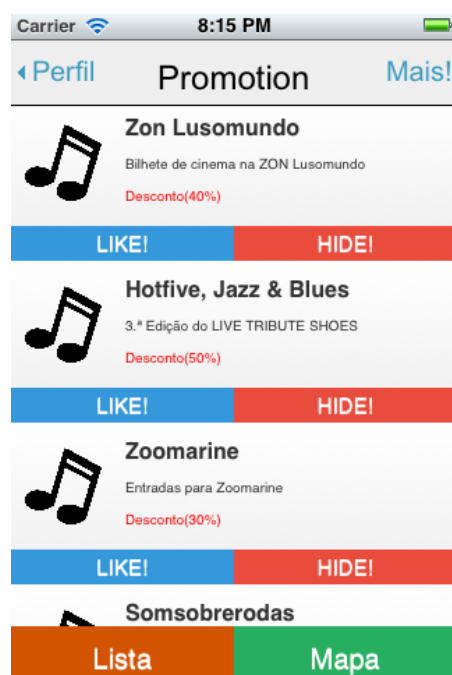 Carrier 8:15 PM
Perfil Promotion Mais!
Zon Lusomundo
Bilhete de cinema na ZON Lusomundo
Desconto(40%)
LIKE! HIDE!
Hotfive, Jazz & Blues
3.ª Edição do LIVE TRIBUTE SHOES
Desconto(50%)
LIKE! HIDE!
Zoomarine
Entradas para Zoomarine
Desconto(30%)
LIKE! HIDE!
Somsobrerodas
Lista Mapa